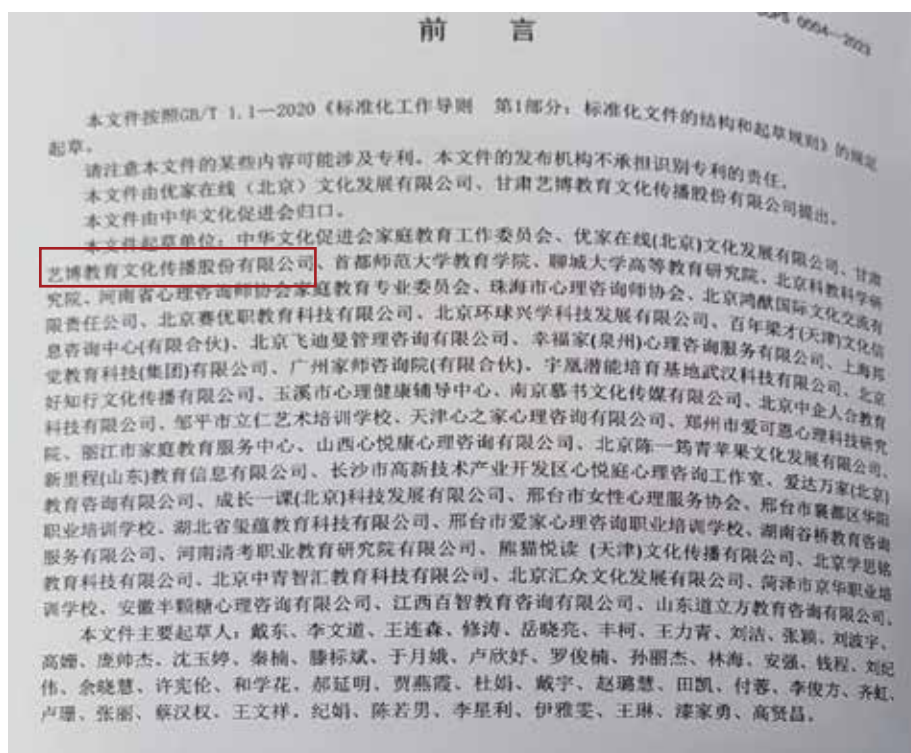 0004—2023
前 言
本文件按照GB/T 1.1—2020《标准化工作导则 第1部分：标准化文件的结构和起草规则》的规定
起草。
请注意本文件的某些内容可能涉及专利。本文件的发布机构不承担识别专利的责任。
本文件由优家在线（北京）文化发展有限公司、甘肃艺博教育文化传播股份有限公司提出。
本文件由中华文化促进会归口。
本文件起草单位：中华文化促进会家庭教育工作委员会、优家在线(北京)文化发展有限公司、甘肃
艺博教育文化传播股份有限公司、首都师范大学教育学院、聊城大学高等教育研究院、北京科教科学研
究院、河南省心理咨询师协会家庭教育专业委员会、珠海市心理咨询师协会、北京鸿猷国际文化交流有
限责任公司、北京赛优职教育科技有限公司、北京环球兴学科技发展有限公司、百年梁才(天津)文化信
息咨询中心(有限合伙)、北京飞迪曼管理咨询有限公司、幸福家(泉州)心理咨询服务有限公司、上海邦
觉教育科技(集团)有限公司、广州家师咨询院(有限合伙)、宇凰潜能培育基地武汉科技有限公司、北京
好知行文化传播有限公司、玉溪市心理健康辅导中心、南京慕书文化传媒有限公司、北京中企人合教育
科技有限公司、邹平市立仁艺术培训学校、天津心之家心理咨询有限公司、郑州市爱可恩心理科技研究
院、丽江市家庭教育服务中心、山西心悦康心理咨询有限公司、北京陈一筠青苹果文化发展有限公司、
新里程(山东)教育信息有限公司、长沙市高新技术产业开发区心悦庭心理咨询工作室、爱达万家(北京)
教育咨询有限公司、成长一课(北京)科技发展有限公司、邢台市女性心理服务协会、邢台市襄都区华阳
职业培训学校、湖北省玺蕴教育科技有限公司、邢台市爱家心理咨询职业培训学校、湖南谷桥教育咨询
服务有限公司、河南清考职业教育研究院有限公司、熊猫悦读 (天津)文化传播有限公司、北京学思铭
教育科技有限公司、北京中青智汇教育科技有限公司、北京汇众文化发展有限公司、菏泽市京华职业培
训学校、安徽半颗糖心理咨询有限公司、江西百智教育咨询有限公司、山东道立方教育咨询有限公司。
本文件主要起草人：戴东、李文道、王连森、修涛、岳晓亮、丰柯、王力青、刘洁、张颖、刘波宇、
高姗、庞帅杰、沈玉婷、秦楠、滕标斌、于月娥、卢欣妤、罗俊楠、孙丽杰、林海、安强、钱程、刘纪
伟、余晓慧、许宪伦、和学花、郝延明、贾燕霞、杜娟、戴宇、赵璐慧、田凯、付蓉、李俊方、齐虹、
卢珊、张丽、蔡汉权、王文祥、纪娟、陈若男、李星利、伊雅雯、王琳、漆家勇、高贤昌。